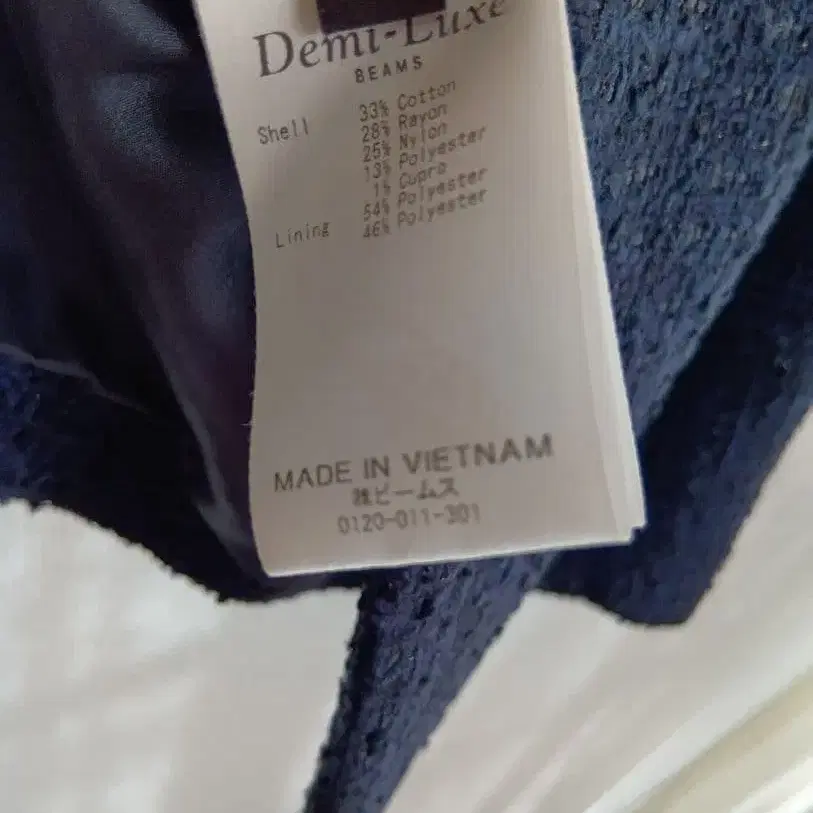 Demi-Luxe
BEAMS
Shell 33% Cotton
28% Rayon
25% Nylon
13% Polyester
1% Cupro
Lining 54% Polyester
46% Polyester
MADE IN VIETNAM
㈱ビームス
0120-011-301